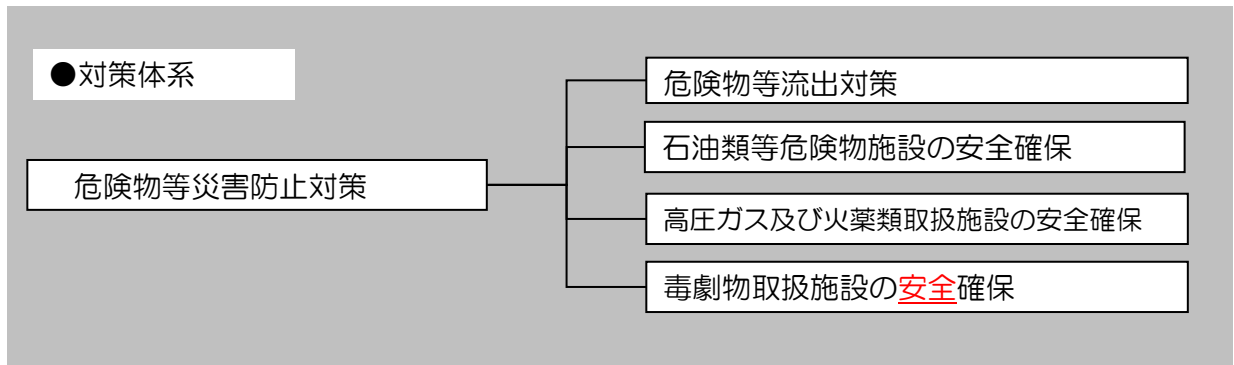 ●対策体系
危険物等災害防止対策
危険物等流出対策
石油類等危険物施設の安全確保
高圧ガス及び火薬類取扱施設の安全確保
毒劇物取扱施設の安全確保